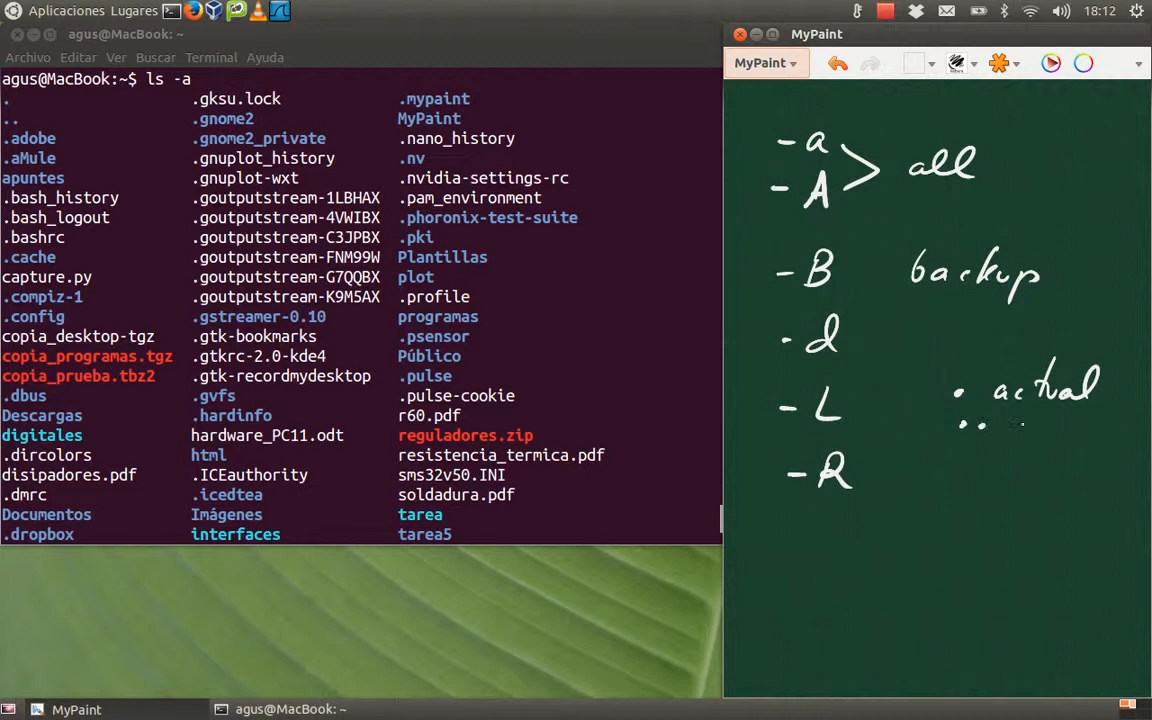 Aplicaciones Lugares 18:12
agus@MacBook: ~
Archivo Editar Ver Buscar Terminal Ayuda
agus@MacBook:~$ ls -a
. .gksu.lock .mypaint
.. .gnome2 MyPaint
.adobe .gnome2_private .nano_history
.aMule .gnuplot_history .nv
apuntes .gnuplot-wxt .nvidia-settings-rc
.bash_history .goutputstream-1LBHAX .pam_environment
.bash_logout .goutputstream-4VWIBX .phoronix-test-suite
.bashrc .goutputstream-C3JPBX .pki
.cache .goutputstream-FNM99W Plantillas
capture.py .goutputstream-G7QQBX plot
.compiz-1 .goutputstream-K9M5AX .profile
.config .gstreamer-0.10 programas
copia_desktop-tgz .gtk-bookmarks .psensor
copia_programas.tgz .gtkrc-2.0-kde4 Público
copia_prueba.tbz2 .gtk-recordmydesktop .pulse
.dbus .gvfs .pulse-cookie
Descargas .hardinfo r60.pdf
digitales hardware_PC11.odt reguladores.zip
.dircolors html resistencia_termica.pdf
disipadores.pdf .ICEauthority sms32v50.INI
.dmrc .icedtea soldadura.pdf
Documentos Imágenes tarea
.dropbox interfaces tarea5
MyPaint
MyPaint
-a
-A > all
-B backup
-d
. actual
-L ..
-R
MyPaint agus@MacBook: ~